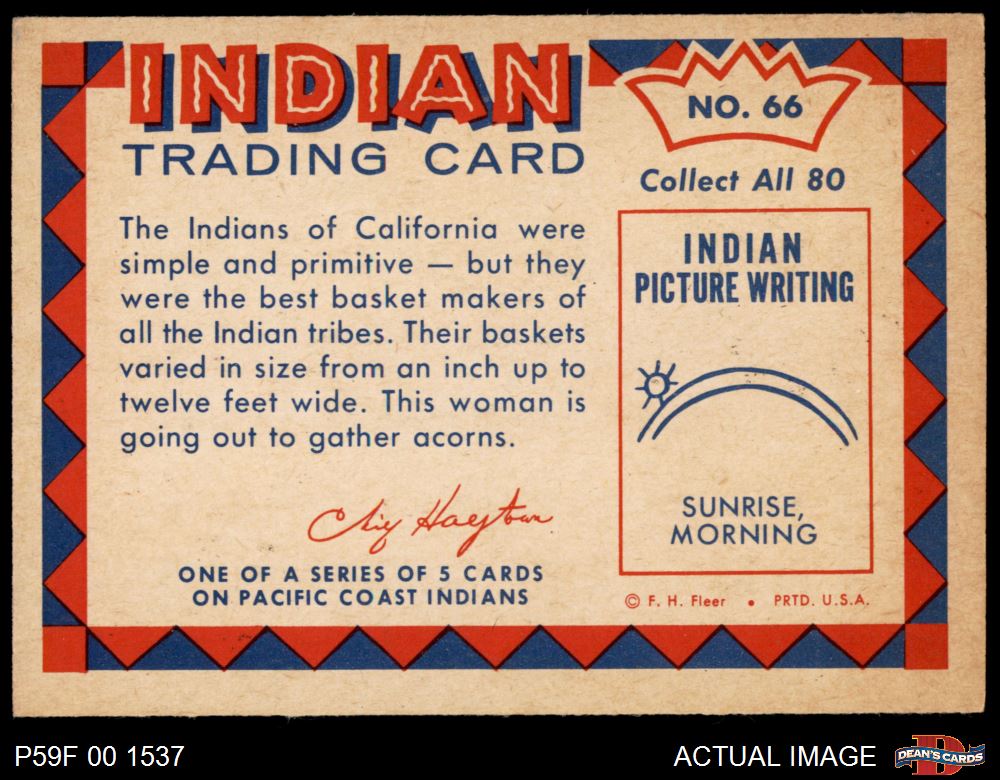 INDIAN
TRADING CARD
NO. 66
Collect All 80
The Indians of California were
simple and primitive — but they
were the best basket makers of
all the Indian tribes. Their baskets
varied in size from an inch up to
twelve feet wide. This woman is
going out to gather acorns.
Chief Hagstrom
ONE OF A SERIES OF 5 CARDS
ON PACIFIC COAST INDIANS
INDIAN
PICTURE WRITING
SUNRISE,
MORNING
© F. H. Fleer • PRTD. U.S.A.
P59F 00 1537
ACTUAL IMAGE
DEAN'S CARDS